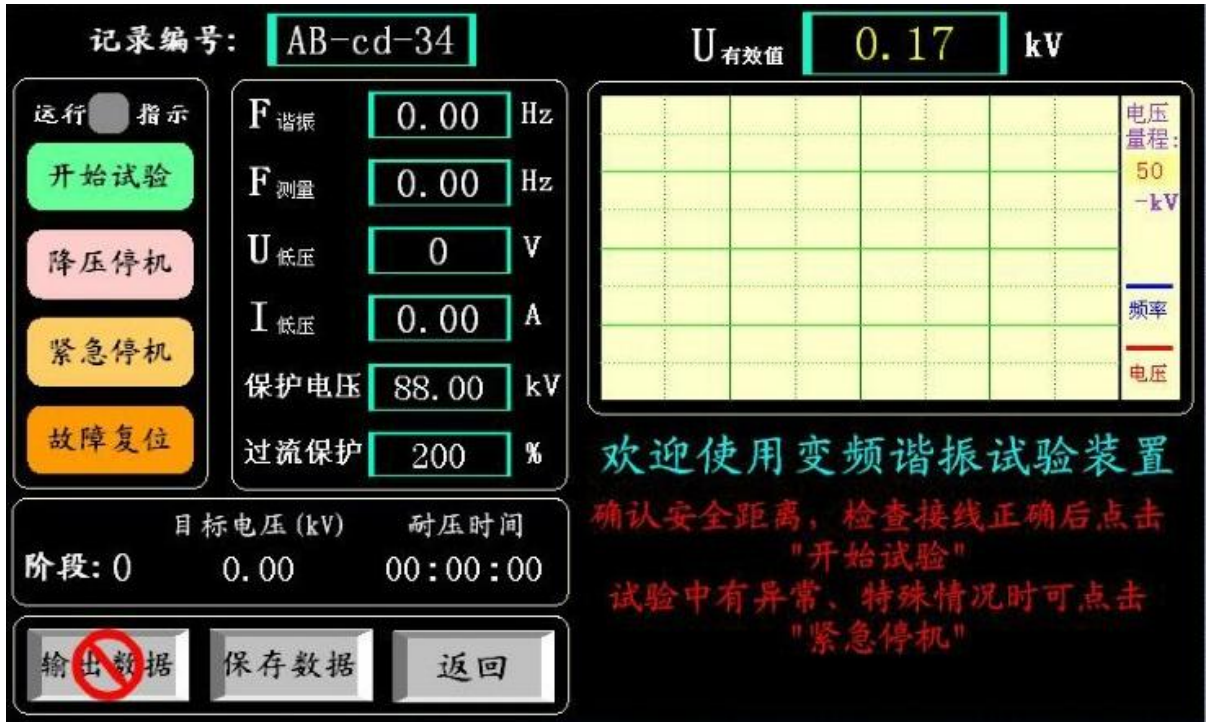 记录编号: AB-cd-34
U有效值 0.17 kV
运行 指示
开始试验
降压停机
紧急停机
故障复位
F谐振 0.00 Hz
F测量 0.00 Hz
U低压 0 V
I低压 0.00 A
保护电压 88.00 kV
过流保护 200 %
电压
量程:
50
-kV
频率
电压
目标电压(kV) 耐压时间
阶段: 0 0.00 00:00:00
输出数据 保存数据 返回
欢迎使用变频谐振试验装置
确认安全距离，检查接线正确后点击
"开始试验"
试验中有异常、特殊情况时可点击
"紧急停机"